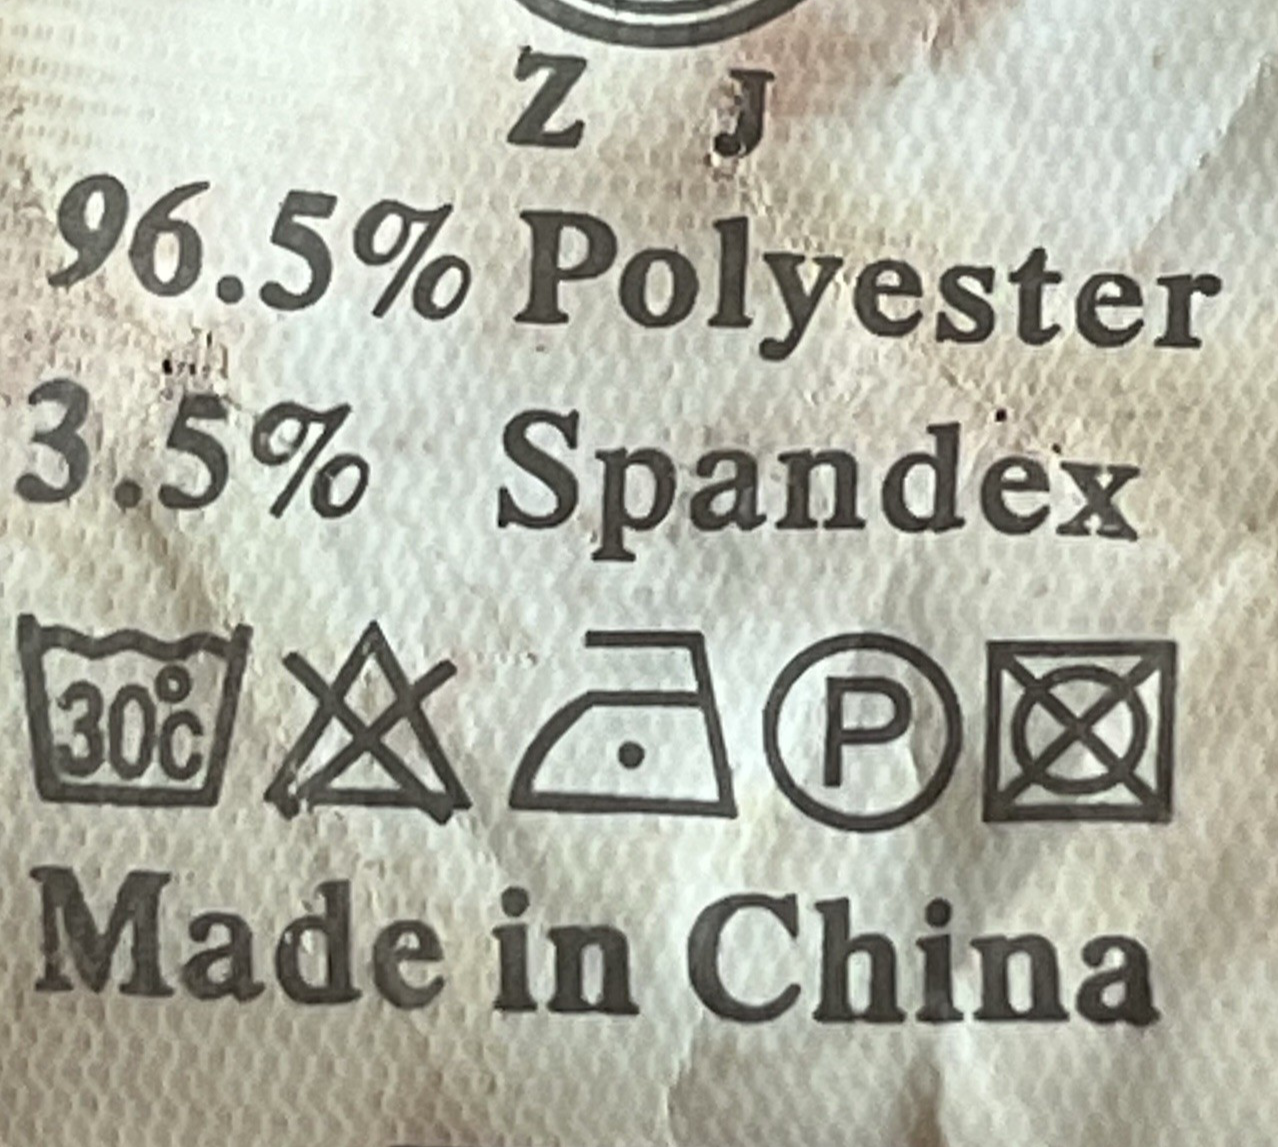 Z J
96.5% Polyester
3.5% Spandex
30°C P
Made in China